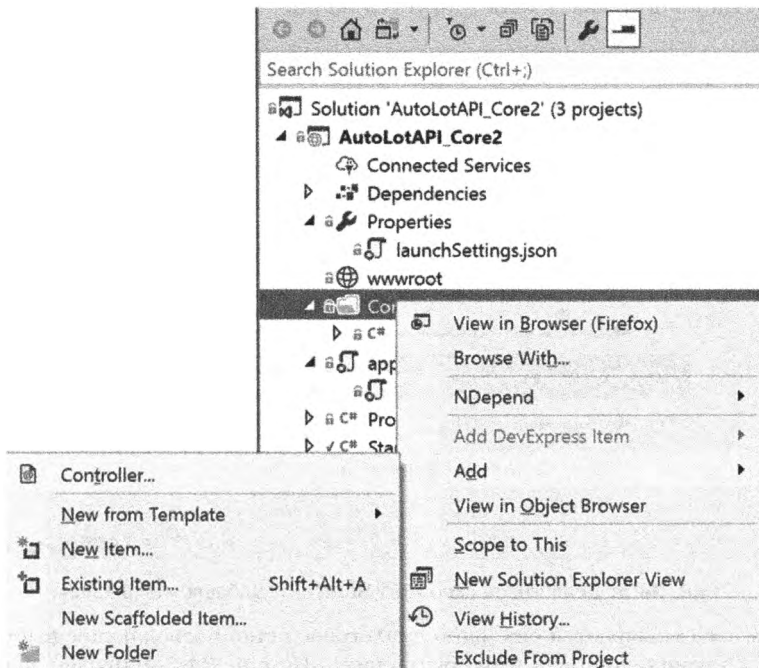 Search Solution Explorer (Ctrl+;)
Solution 'AutoLotAPI_Core2' (3 projects)
AutoLotAPI_Core2
Connected Services
Dependencies
Properties
launchSettings.json
wwwroot
C#
C#
C#
View in Browser (Firefox)
Browse With...
NDepend
Add DevExpress Item
Add
View in Object Browser
Scope to This
New Solution Explorer View
View History...
Exclude From Project
Controller...
New from Template
New Item...
Existing Item... Shift+Alt+A
New Scaffolded Item...
New Folder